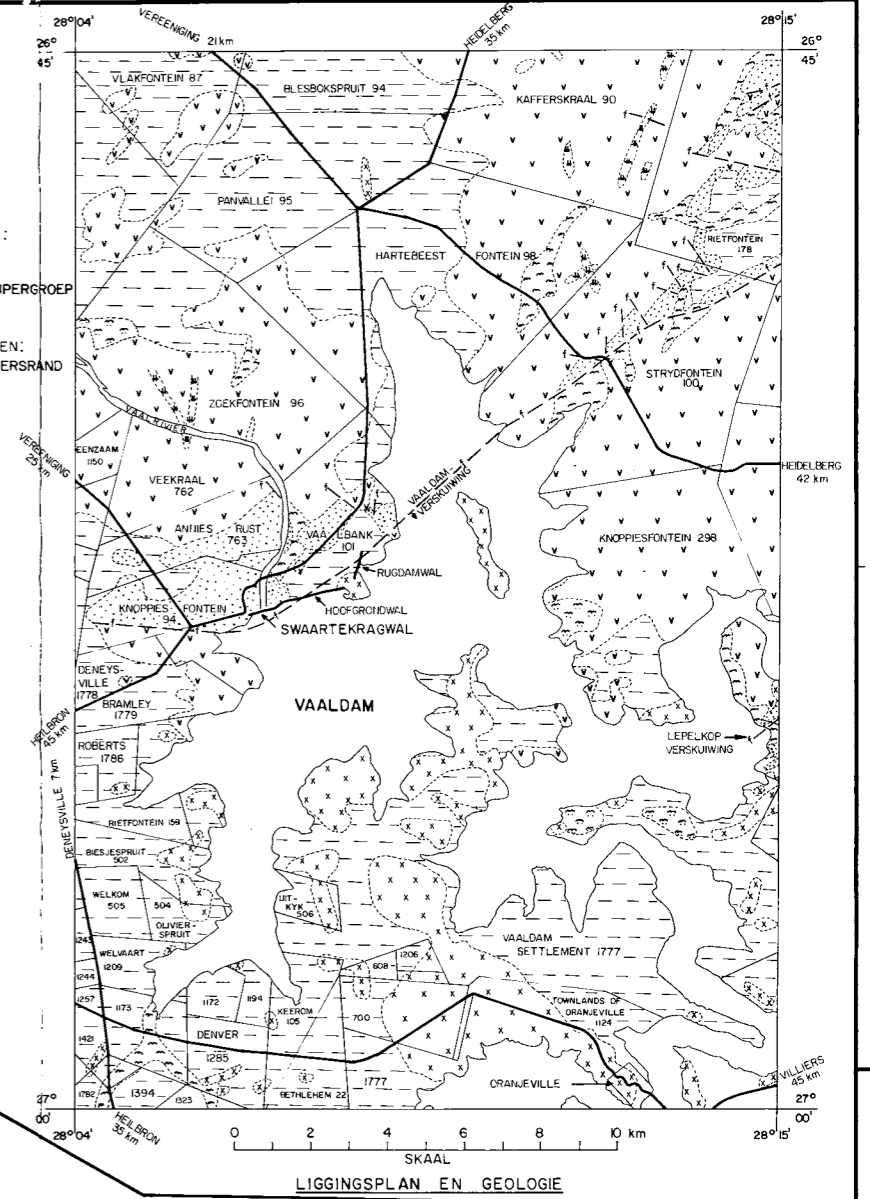 28°04'
VEREENIGING
21 km
HEIDELBERG
35 km
28°15'
26°
45'
26°
45'
VLAKFONTEIN 87
BLESBOKSPRUIT 94
KAFFERSKRAAL 90
PANVALLEI 95
:
HARTEBEEST
FONTEIN 98
RIETFONTEIN
178
UPERGROEP
EN:
ERSRAND
STRYDFONTEIN
100
ZOEKFONTEIN 96
VAALRIVIER
VEREENIGING
25 km
EENZAAM
1150
HEIDELBERG
42 km
VEEKRAAL
762
VAALDAM
VERSKUIWING
ANNIES RUST
763
VAALBANK
101
KNOPPIESFONTEIN 298
RUGDAMWAL
KNOPPIES FONTEIN
94
HOOFGRONDWAL
SWAARTEKRAGWAL
DENEYS-
VILLE
1778
VAALDAM
BRAMLEY
1779
HEILBRON
45 km
LEPELKOP
VERSKUIWING
ROBERTS
1786
DENEYSVILLE 7 km
RIETFONTEIN 159
BIESJESPRUIT
502
WELKOM
505
504
UIT-
KYK
506
OLIVIER-
SPRUIT
VAALDAM
SETTLEMENT 1777
1243
WELVAART
1209
1206
608
1244
1257
1173
1172
1194
KEEROM
105
700
TOWNLANDS OF
ORANJEVILLE
1124
DENVER
1285
1421
1777
ORANJEVILLE
VILLIERS
45 km
1782
1394
1323
BETHLEHEM 22
27°
00'
27°
00'
28°04'
HEILBRON
35 km
28°15'
0 2 4 6 8 10 km
SKAAL
LIGGINGSPLAN EN GEOLOGIE